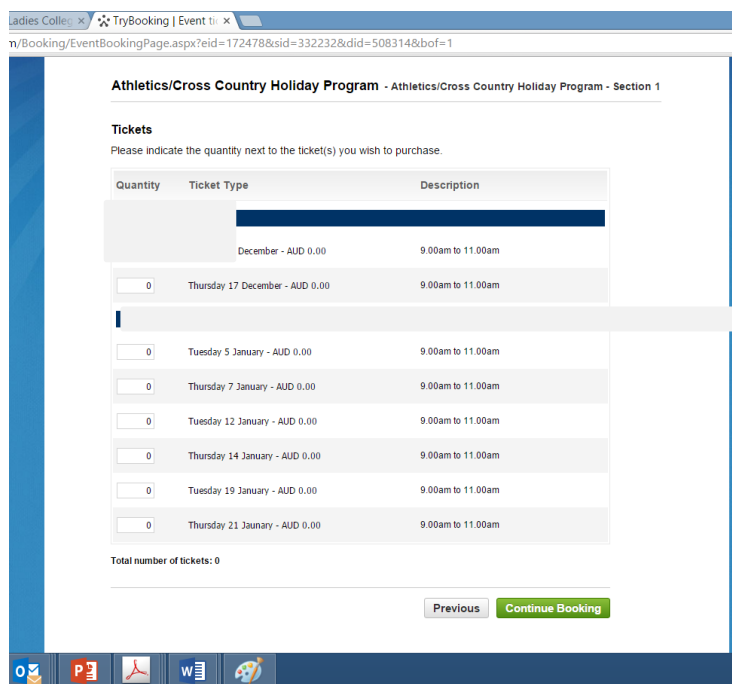 Ladies Colleg × TryBooking | Event tic ×
m/Booking/EventBookingPage.aspx?eid=172478&sid=332232&did=508314&bof=1
Athletics/Cross Country Holiday Program - Athletics/Cross Country Holiday Program - Section 1
Tickets
Please indicate the quantity next to the ticket(s) you wish to purchase.
Quantity Ticket Type Description
December - AUD 0.00 9.00am to 11.00am
0 Thursday 17 December - AUD 0.00 9.00am to 11.00am
0 Tuesday 5 January - AUD 0.00 9.00am to 11.00am
0 Thursday 7 January - AUD 0.00 9.00am to 11.00am
0 Tuesday 12 January - AUD 0.00 9.00am to 11.00am
0 Thursday 14 January - AUD 0.00 9.00am to 11.00am
0 Tuesday 19 January - AUD 0.00 9.00am to 11.00am
0 Thursday 21 Jaunary - AUD 0.00 9.00am to 11.00am
Total number of tickets: 0
Previous Continue Booking